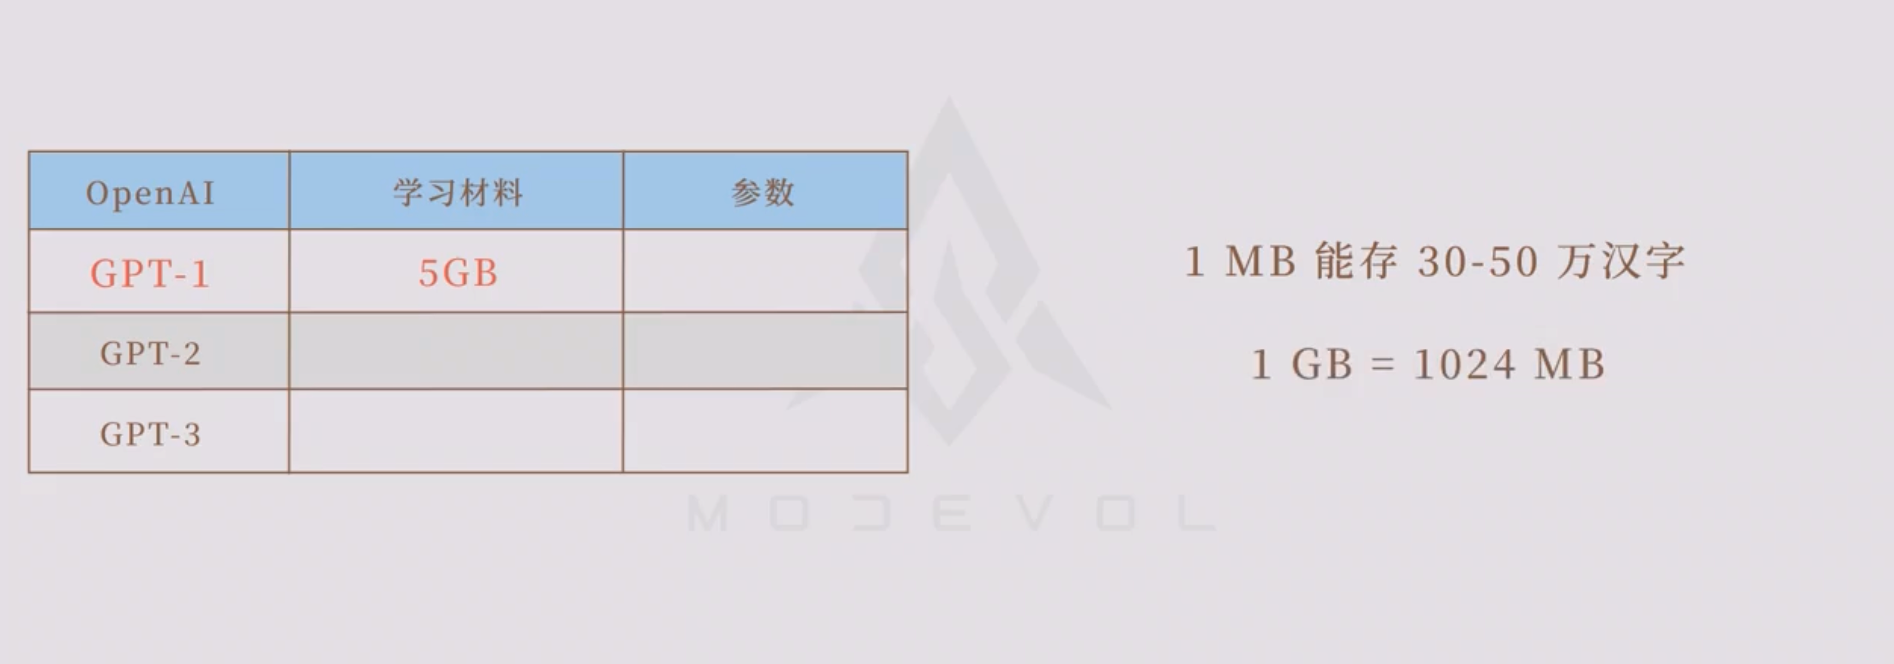 OpenAI 学习材料 参数
GPT-1 5GB
GPT-2
GPT-3
1 MB 能存 30-50 万汉字
1 GB = 1024 MB
MODEVOL